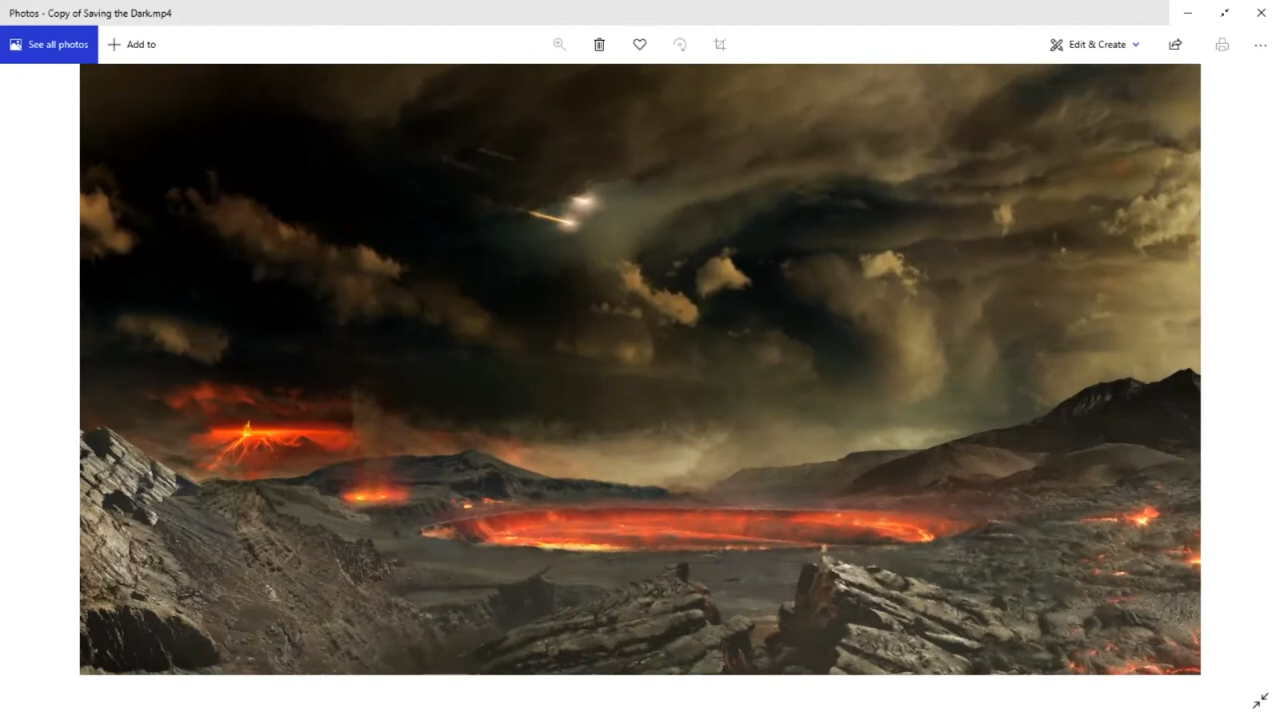 Photos - Copy of Saving the Dark.mp4
See all photos
Add to
Edit & Create